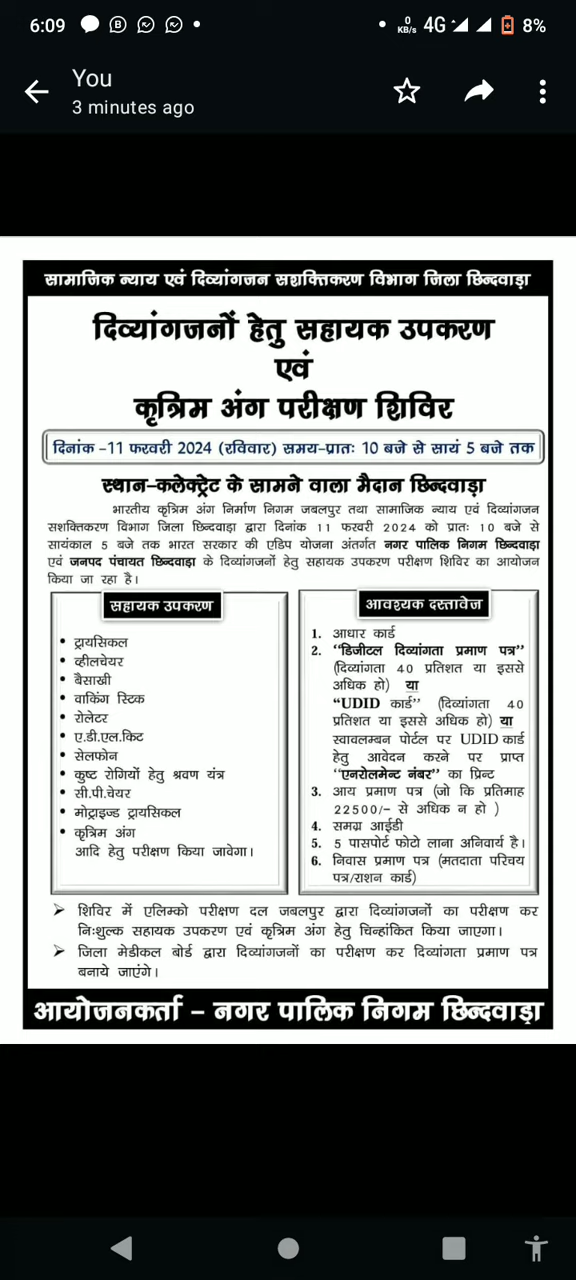 6:09
0 KB/s 4G 8%
You
3 minutes ago
सामाजिक न्याय एवं दिव्यांगजन सशक्तिकरण विभाग जिला छिन्दवाड़ा
दिव्यांगजनों हेतु सहायक उपकरण
एवं
कृत्रिम अंग परीक्षण शिविर
दिनांक -11 फरवरी 2024 (रविवार) समय-प्रातः 10 बजे से सायं 5 बजे तक
स्थान-कलेक्ट्रेट के सामने वाला मैदान छिन्दवाड़ा
भारतीय कृत्रिम अंग निर्माण निगम जबलपुर तथा सामाजिक न्याय एवं दिव्यांगजन
सशक्तिकरण विभाग जिला छिन्दवाड़ा द्वारा दिनांक 11 फरवरी 2024 को प्रातः 10 बजे से
सायंकाल 5 बजे तक भारत सरकार की एडिप योजना अंतर्गत नगर पालिक निगम छिन्दवाड़ा
एवं जनपद पंचायत छिन्दवाड़ा के दिव्यांगजनों हेतु सहायक उपकरण परीक्षण शिविर का आयोजन
किया जा रहा है।
सहायक उपकरण
• ट्रायसिकल
• व्हीलचेयर
• बैसाखी
• वाकिंग स्टिक
• रोलेटर
• ए.डी.एल.किट
• सेलफोन
• कुष्ट रोगियों हेतु श्रवण यंत्र
• सी.पी.चेयर
• मोट्राइज्ड ट्रायसिकल
• कृत्रिम अंग
आदि हेतु परीक्षण किया जावेगा।
आवश्यक दस्तावेज
1. आधार कार्ड
2. “डिजीटल दिव्यांगता प्रमाण पत्र”
(दिव्यांगता 40 प्रतिशत या इससे
अधिक हो) या
“UDID कार्ड” (दिव्यांगता 40
प्रतिशत या इससे अधिक हो) या
स्वावलम्बन पोर्टल पर UDID कार्ड
हेतु आवेदन करने पर प्राप्त
“एनरोलमेन्ट नंबर” का प्रिन्ट
3. आय प्रमाण पत्र (जो कि प्रतिमाह
22500/- से अधिक न हो )
4. समग्र आईडी
5. 5 पासपोर्ट फोटो लाना अनिवार्य है।
6. निवास प्रमाण पत्र (मतदाता परिचय
पत्र/राशन कार्ड)
➢ शिविर में एलिम्को परीक्षण दल जबलपुर द्वारा दिव्यांगजनों का परीक्षण कर
निःशुल्क सहायक उपकरण एवं कृत्रिम अंग हेतु चिन्हांकित किया जाएगा।
➢ जिला मेडीकल बोर्ड द्वारा दिव्यांगजनों का परीक्षण कर दिव्यांगता प्रमाण पत्र
बनाये जाएंगे।
आयोजनकर्ता – नगर पालिक निगम छिन्दवाड़ा